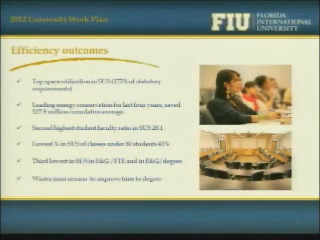 2012 University Work Plan
FIU
FLORIDA
INTERNATIONAL
UNIVERSITY
Efficiency outcomes
Top space utilization in SUS (175% of statutory
requirements)
Leading energy conservation for last four years, saved
$27.9 million cumulative average
Second highest student faculty ratio in SUS 28:1
Lowest % in SUS of classes under 30 students 45%
Third lowest in SUS in E&G / FTE and in E&G/degree
Winter mini session to improve time to degree